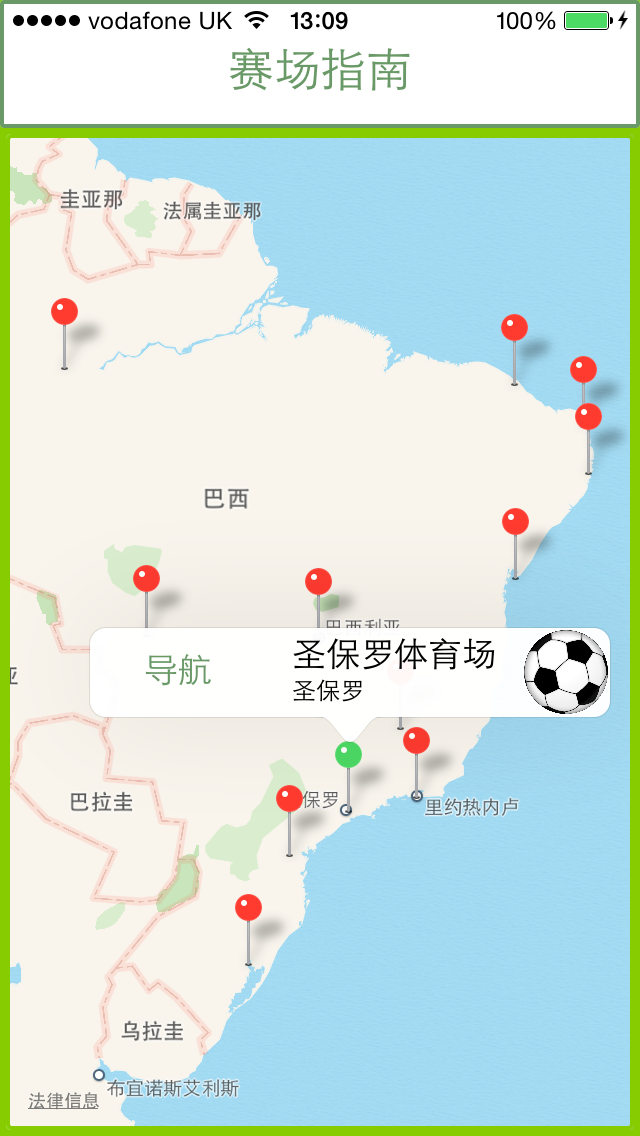 vodafone UK 13:09 100%
赛场指南
圭亚那
法属圭亚那
巴西
巴西利亚
导航
圣保罗体育场
圣保罗
亚
巴拉圭
保罗
里约热内卢
乌拉圭
布宜诺斯艾利斯
法律信息